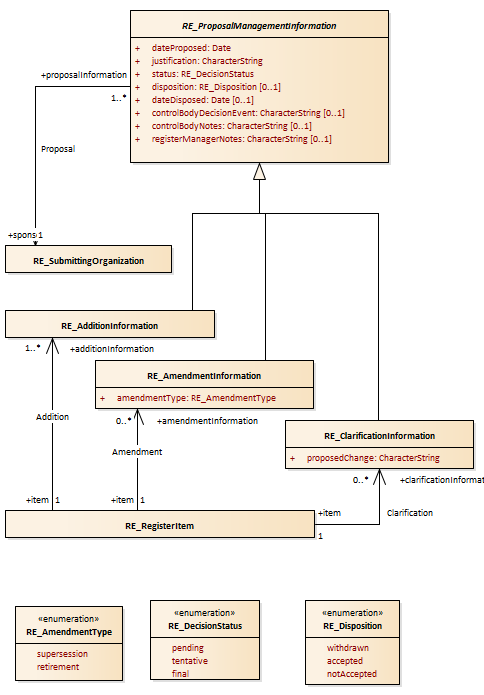 RE_ProposalManagementInformation
+ dateProposed: Date
+ justification: CharacterString
+ status: RE_DecisionStatus
+ disposition: RE_Disposition [0..1]
+ dateDisposed: Date [0..1]
+ controlBodyDecisionEvent: CharacterString [0..1]
+ controlBodyNotes: CharacterString [0..1]
+ registerManagerNotes: CharacterString [0..1]
+proposalInformation
1..*
Proposal
+spons 1
RE_SubmittingOrganization
RE_AdditionInformation
1..* +additionInformation
RE_AmendmentInformation
+ amendmentType: RE_AmendmentType
0..* +amendmentInformation
Addition
Amendment
RE_ClarificationInformation
+ proposedChange: CharacterString
0..* +clarificationInformat
+item 1
+item 1
+item
1
Clarification
RE_RegisterItem
«enumeration»
RE_AmendmentType
supersession
retirement
«enumeration»
RE_DecisionStatus
pending
tentative
final
«enumeration»
RE_Disposition
withdrawn
accepted
notAccepted